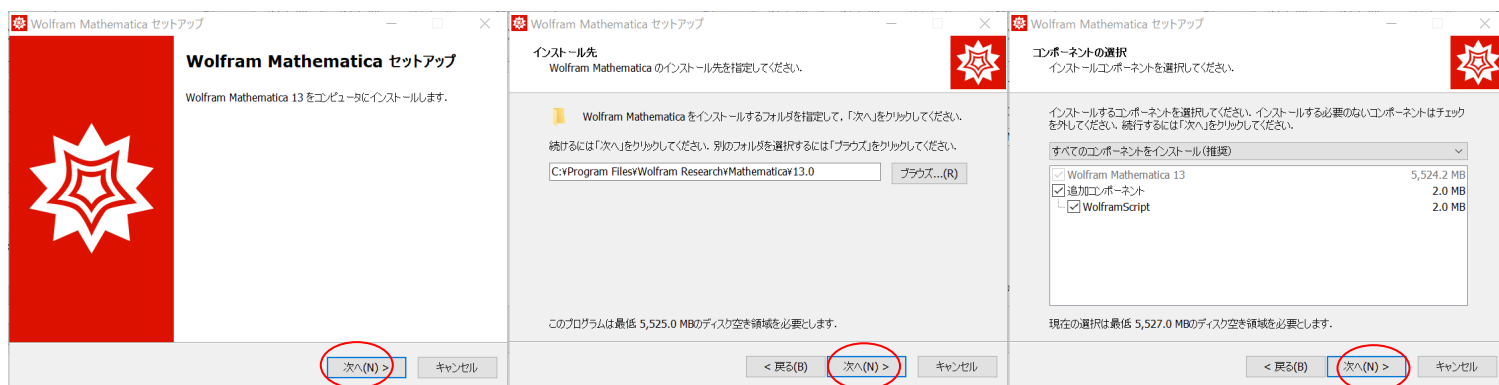 Wolfram Mathematica セットアップ
Wolfram Mathematica セットアップ
Wolfram Mathematica 13 をコンピュータにインストールします.
次へ(N) >
キャンセル
Wolfram Mathematica セットアップ
インストール先
Wolfram Mathematica のインストール先を指定してください.
Wolfram Mathematica をインストールするフォルダを指定して,「次へ」をクリックしてください.
続けるには「次へ」をクリックしてください. 別のフォルダを選択するには「ブラウズ」をクリックしてください.
C:¥Program Files¥Wolfram Research¥Mathematica¥13.0
ブラウズ...(R)
このプログラムは最低 5,525.0 MBのディスク空き領域を必要とします.
< 戻る(B)
次へ(N) >
キャンセル
Wolfram Mathematica セットアップ
コンポーネントの選択
インストールコンポーネントを選択してください.
インストールするコンポーネントを選択してください. インストールする必要のないコンポーネントはチェック
を外してください. 続行するには「次へ」をクリックしてください.
すべてのコンポーネントをインストール(推奨)
Wolfram Mathematica 13 5,524.2 MB
追加コンポーネント 2.0 MB
WolframScript 2.0 MB
現在の選択は最低 5,527.0 MBのディスク空き領域を必要とします.
< 戻る(B)
次へ(N) >
キャンセル